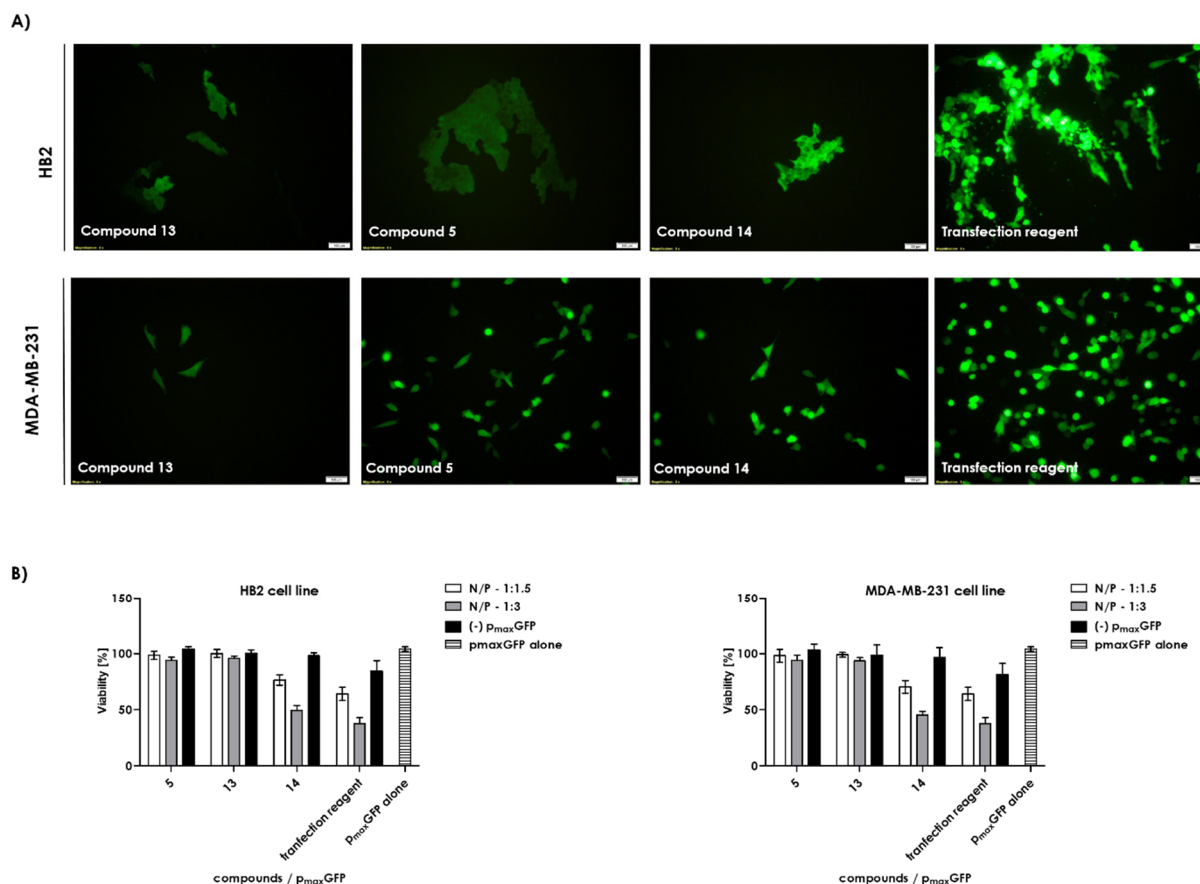 A)
HB2
Compound 13
Compound 5
Compound 14
Transfection reagent
MDA-MB-231
Compound 13
Compound 5
Compound 14
Transfection reagent
B)
HB2 cell line
N/P - 1:1.5
N/P - 1:3
(-) pmaxGFP
pmaxGFP alone
Viability [%]
150
100
50
0
5
13
14
tranfection reagent
pmaxGFP alone
compounds / pmaxGFP
MDA-MB-231 cell line
N/P - 1:1.5
N/P - 1:3
(-) pmaxGFP
pmaxGFP alone
Viability [%]
150
100
50
0
5
13
14
tranfection reagent
pmaxGFP alone
compounds / pmaxGFP